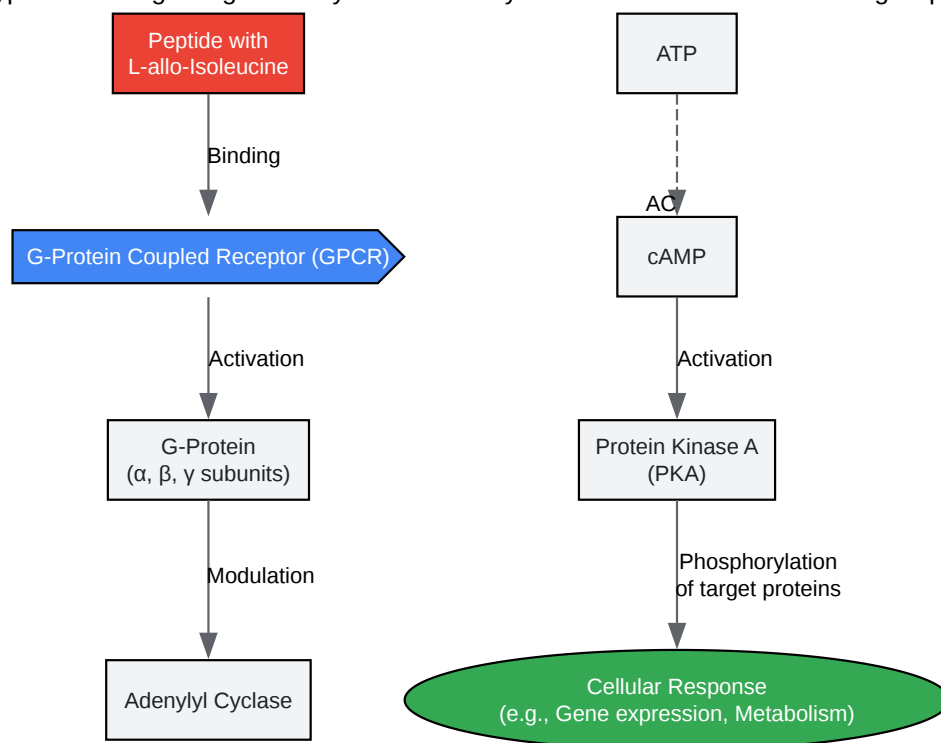 Peptide with
L-allo-Isoleucine
Binding
G-Protein Coupled Receptor (GPCR)
Activation
G-Protein
(α, β, γ subunits)
Modulation
Adenylyl Cyclase
ATP
AC
cAMP
Activation
Protein Kinase A
(PKA)
Phosphorylation
of target proteins
Cellular Response
(e.g., Gene expression, Metabolism)